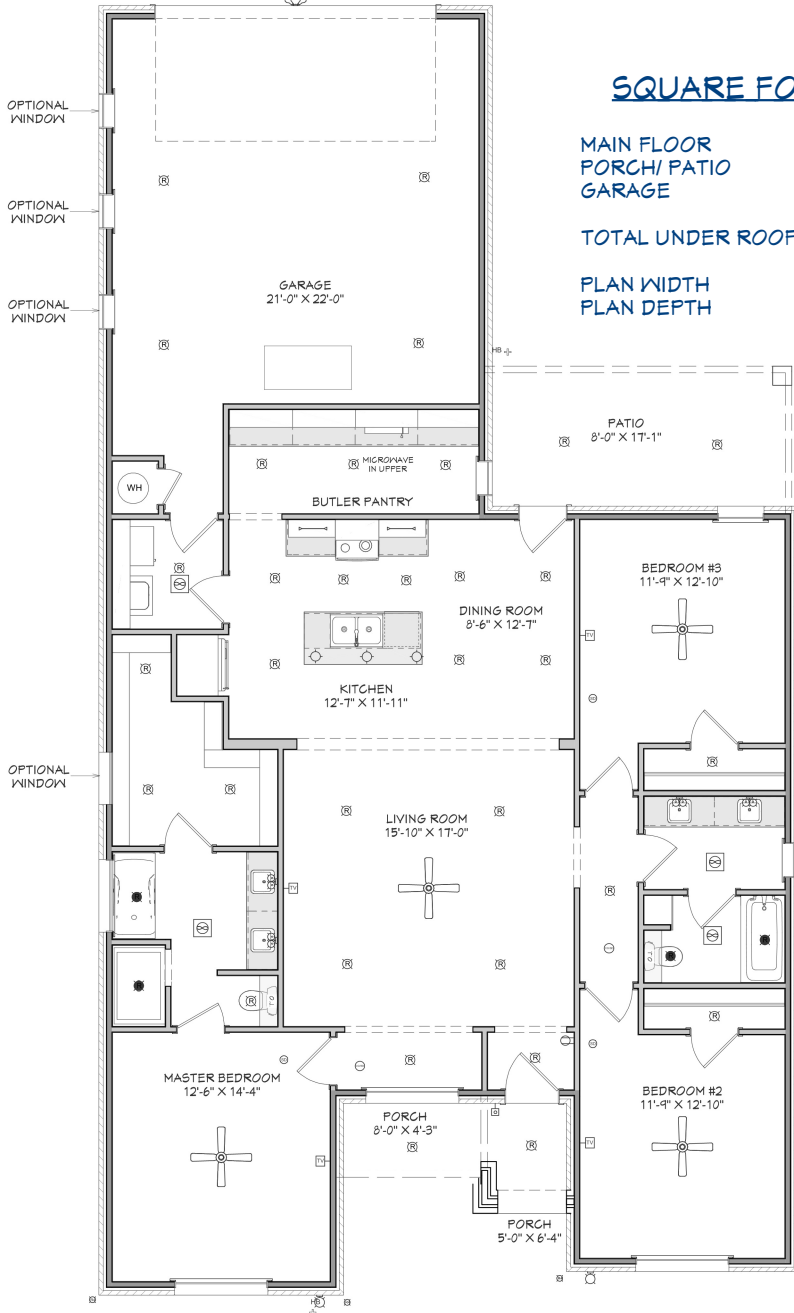 SQUARE FO
MAIN FLOOR
PORCH/ PATIO
GARAGE
TOTAL UNDER ROOF
PLAN WIDTH
PLAN DEPTH
OPTIONAL
WINDOW
OPTIONAL
WINDOW
OPTIONAL
WINDOW
R
R
GARAGE
21'-0" X 22'-0"
R
R
HB
PATIO
8'-0" X 17'-1"
R
R
WH
R
R
MICROWAVE
IN UPPER
R
BUTLER PANTRY
R
R
R
R
R
R
DINING ROOM
8'-6" X 12'-7"
BEDROOM #3
11'-9" X 12'-10"
TV
SD
R
R
R
R
KITCHEN
12'-7" X 11'-11"
OPTIONAL
WINDOW
R
R
R
R
R
LIVING ROOM
15'-10" X 17'-0"
TV
R
R
R
R
R
R
MASTER BEDROOM
12'-6" X 14'-4"
SD
R
R
SD
BEDROOM #2
11'-9" X 12'-10"
PORCH
8'-0" X 4'-3"
R
R
TV
TV
PORCH
5'-0" X 6'-4"
HB